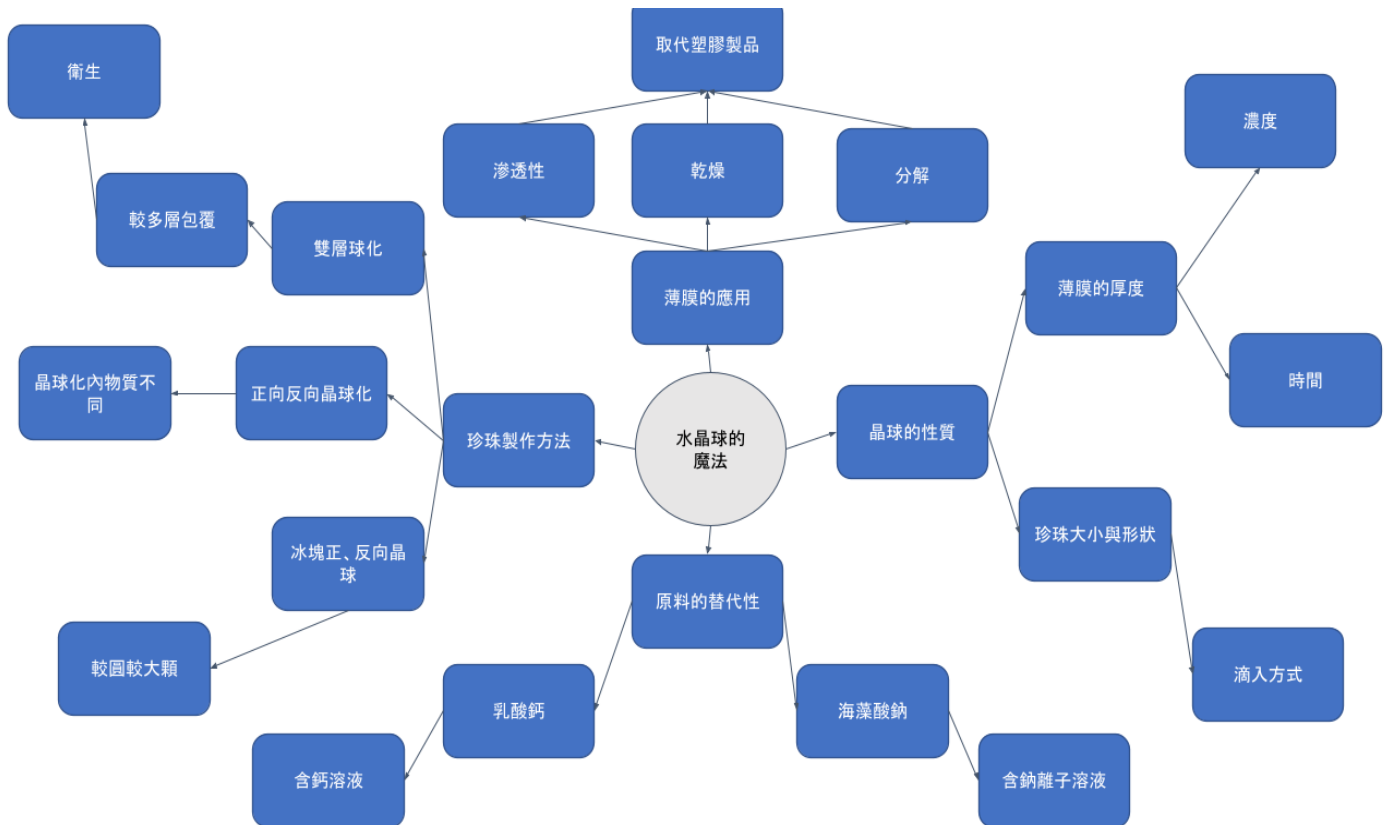 取代塑膠製品
衛生
濃度
滲透性
乾燥
分解
較多層包覆
雙層球化
薄膜的應用
薄膜的厚度
晶球化內物質不
同
正向反向晶球化
時間
珍珠製作方法
水晶球的
魔法
晶球的性質
冰塊正、反向晶
球
珍珠大小與形狀
原料的替代性
較圓較大顆
滴入方式
乳酸鈣
海藻酸鈉
含鈣溶液
含鈉離子溶液